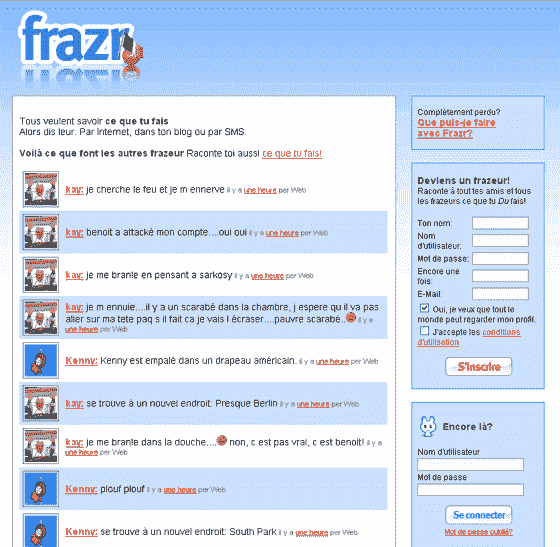 frazr
Tous veulent savoir ce que tu fais
Alors dis leur. Par Internet, dans ton blog ou par SMS.
Voilà ce que font les autres frazeur Raconte toi aussi ce que tu fais!
kay: je cherche le feu et je m ennerve il y a une heure per Web
kay: benoit a attacké mon compte....oui oui il y a une heure per Web
kay: je me branle en pensant a sarkosy il y a une heure per Web
kay: je m ennuie....il y a un scarabé dans la chambre, j espere qu il va pas
aller sur ma tete paq s il fait ca je vais l écraser....pauvre scarabé.. il y a
une heure per Web
Kenny: Kenny est empalé dans un drapeau américain. il y a une heure per Web
kay: se trouve à un nouvel endroit: Presque Berlin il y a une heure per Web
kay: je me branle dans la douche.... non, c est pas vrai, c est benoit! il y a
une heure per Web
Kenny: plouf plouf il y a une heure per Web
Kenny: se trouve à un nouvel endroit: South Park il y a une heure per Web
Complètement perdu?
Que puis-je faire
avec Frazr?
Deviens un frazeur!
Raconte à tout tes amis et tous
les frazeurs ce que tu Du fais!
Ton nom:
Nom
d'utilisateur:
Mot de passe:
Encore une
fois:
E-Mail:
Oui, je veux que tout le
monde peut regarder mon profil.
J'accepte les conditions
d'utilisation
S'inscrire
Encore là?
Nom d'utilisateur
Mot de passe
Se connecter
Mot de passe oublié?